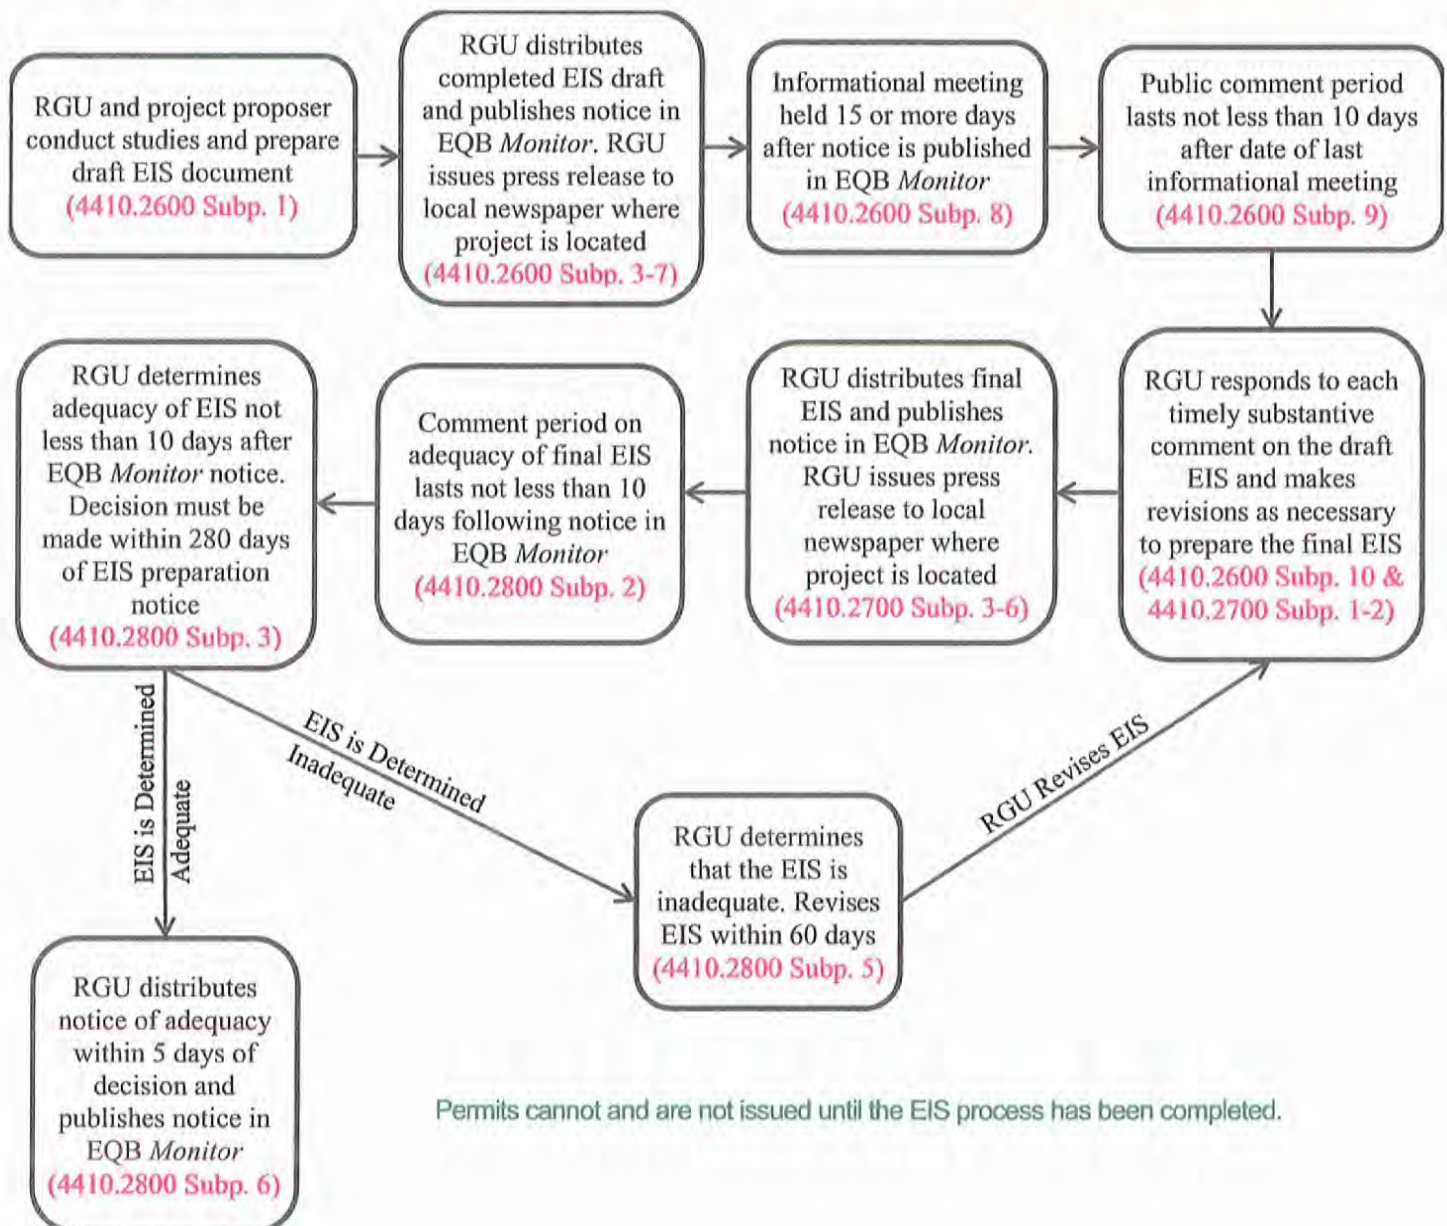 RGU and project proposer
conduct studies and prepare
draft EIS document
(4410.2600 Subp. 1)
RGU distributes
completed EIS draft
and publishes notice in
EQB Monitor. RGU
issues press release to
local newspaper where
project is located
(4410.2600 Subp. 3-7)
Informational meeting
held 15 or more days
after notice is published
in EQB Monitor
(4410.2600 Subp. 8)
Public comment period
lasts not less than 10 days
after date of last
informational meeting
(4410.2600 Subp. 9)
RGU responds to each
timely substantive
comment on the draft
EIS and makes
revisions as necessary
to prepare the final EIS
(4410.2600 Subp. 10 &
4410.2700 Subp. 1-2)
RGU distributes final
EIS and publishes
notice in EQB Monitor.
RGU issues press
release to local
newspaper where
project is located
(4410.2700 Subp. 3-6)
Comment period on
adequacy of final EIS
lasts not less than 10
days following notice in
EQB Monitor
(4410.2800 Subp. 2)
RGU determines
adequacy of EIS not
less than 10 days after
EQB Monitor notice.
Decision must be
made within 280 days
of EIS preparation
notice
(4410.2800 Subp. 3)
EIS is Determined
Adequate
EIS is Determined
Inadequate
RGU determines
that the EIS is
inadequate. Revises
EIS within 60 days
(4410.2800 Subp. 5)
RGU Revises EIS
RGU distributes
notice of adequacy
within 5 days of
decision and
publishes notice in
EQB Monitor
(4410.2800 Subp. 6)
Permits cannot and are not issued until the EIS process has been completed.